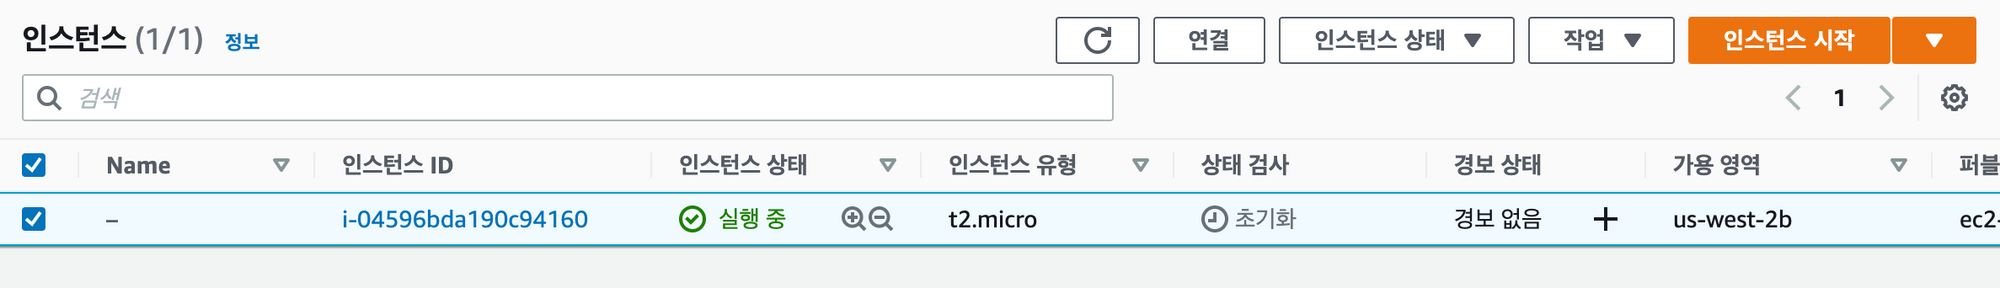 인스턴스 (1/1) 정보 연결 인스턴스 상태 작업 인스턴스 시작
검색 1
Name 인스턴스 ID 인스턴스 상태 인스턴스 유형 상태 검사 경보 상태 가용 영역 퍼블
– i-04596bda190c94160 실행 중 t2.micro 초기화 경보 없음 + us-west-2b ec2-